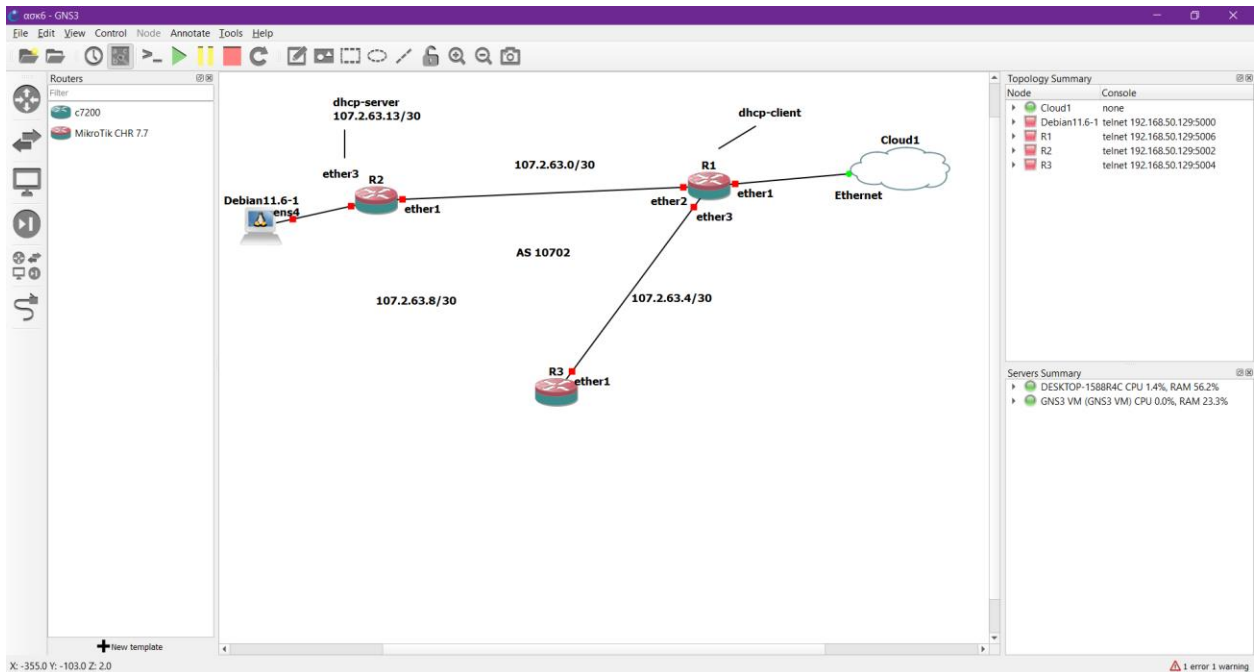 ασκ6 - GNS3
File Edit View Control Node Annotate Tools Help
Routers
Filter
c7200
MikroTik CHR 7.7
New template
dhcp-server
107.2.63.13/30
dhcp-client
Cloud1
107.2.63.0/30
ether3
R2
R1
ether1
ether2
ether1
Ethernet
Debian11.6-1
ens4
ether3
AS 10702
107.2.63.8/30
107.2.63.4/30
R3
ether1
Topology Summary
Node Console
Cloud1 none
Debian11.6-1 telnet 192.168.50.129:5000
R1 telnet 192.168.50.129:5006
R2 telnet 192.168.50.129:5002
R3 telnet 192.168.50.129:5004
Servers Summary
DESKTOP-1588R4C CPU 1.4%, RAM 56.2%
GNS3 VM (GNS3 VM) CPU 0.0%, RAM 23.3%
X: -355.0 Y: -103.0 Z: 2.0
1 error 1 warning